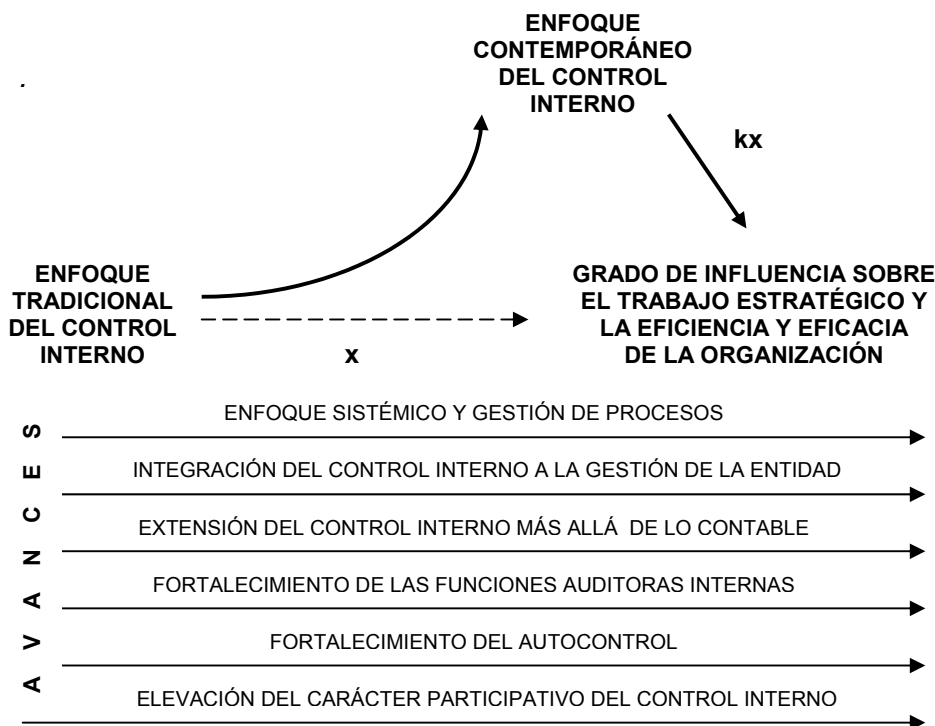 ENFOQUE
CONTEMPORÁNEO
DEL CONTROL
INTERNO
.
kx
ENFOQUE
TRADICIONAL
DEL CONTROL
INTERNO
x
GRADO DE INFLUENCIA SOBRE
EL TRABAJO ESTRATÉGICO Y
LA EFICIENCIA Y EFICACIA
DE LA ORGANIZACIÓN
AVANCES
ENFOQUE SISTÉMICO Y GESTIÓN DE PROCESOS
INTEGRACIÓN DEL CONTROL INTERNO A LA GESTIÓN DE LA ENTIDAD
EXTENSIÓN DEL CONTROL INTERNO MÁS ALLÁ DE LO CONTABLE
FORTALECIMIENTO DE LAS FUNCIONES AUDITORAS INTERNAS
FORTALECIMIENTO DEL AUTOCONTROL
ELEVACIÓN DEL CARÁCTER PARTICIPATIVO DEL CONTROL INTERNO